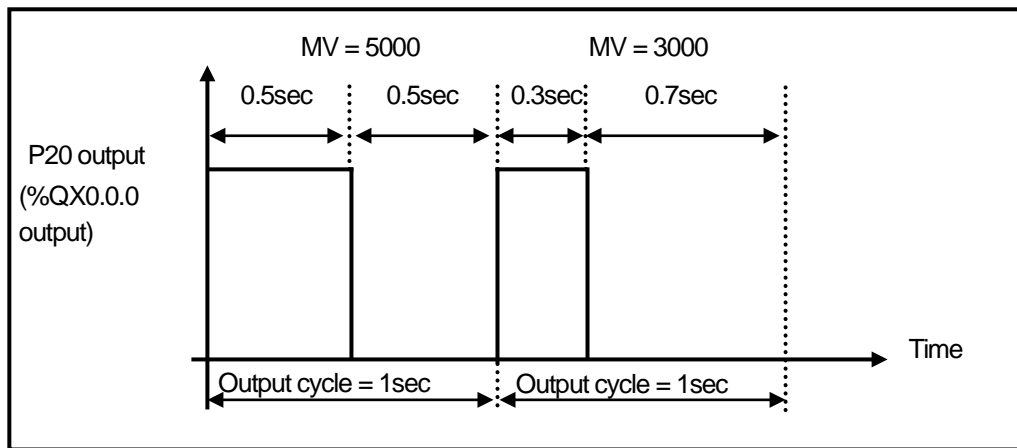 MV = 5000 MV = 3000
0.5sec 0.5sec 0.3sec 0.7sec
P20 output
(%QX0.0.0
output)
Time
Output cycle = 1sec Output cycle = 1sec